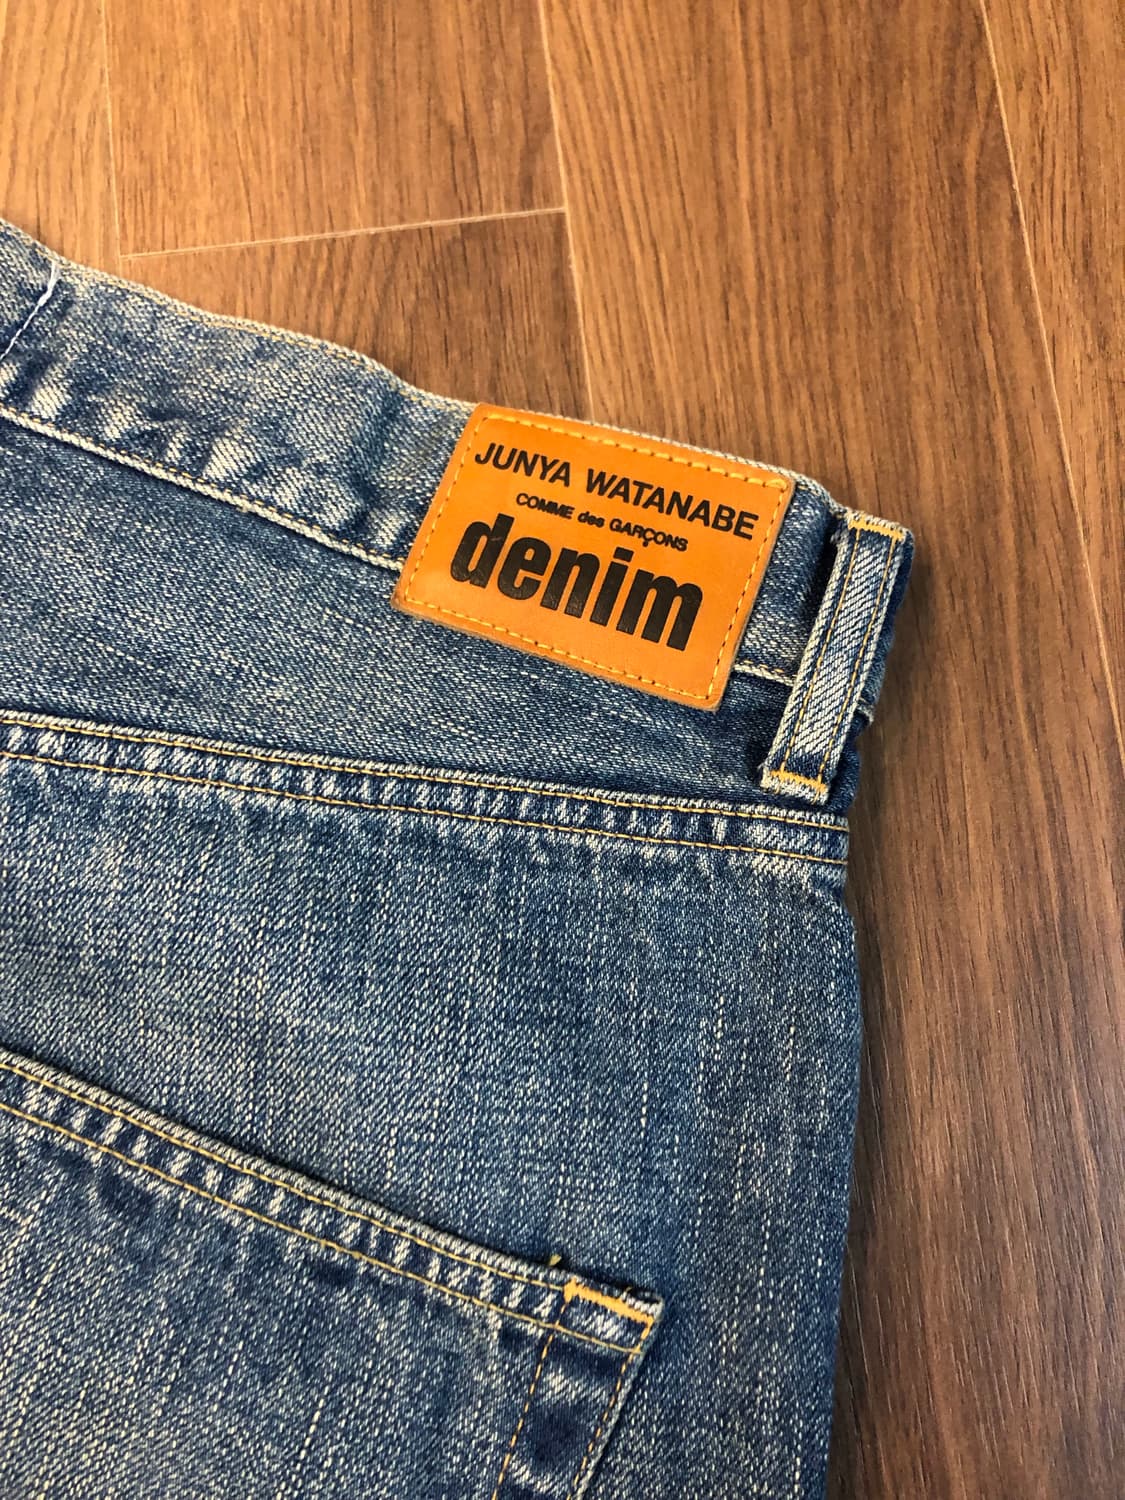 JUNYA WATANABE
COMME des GARÇONS
denim